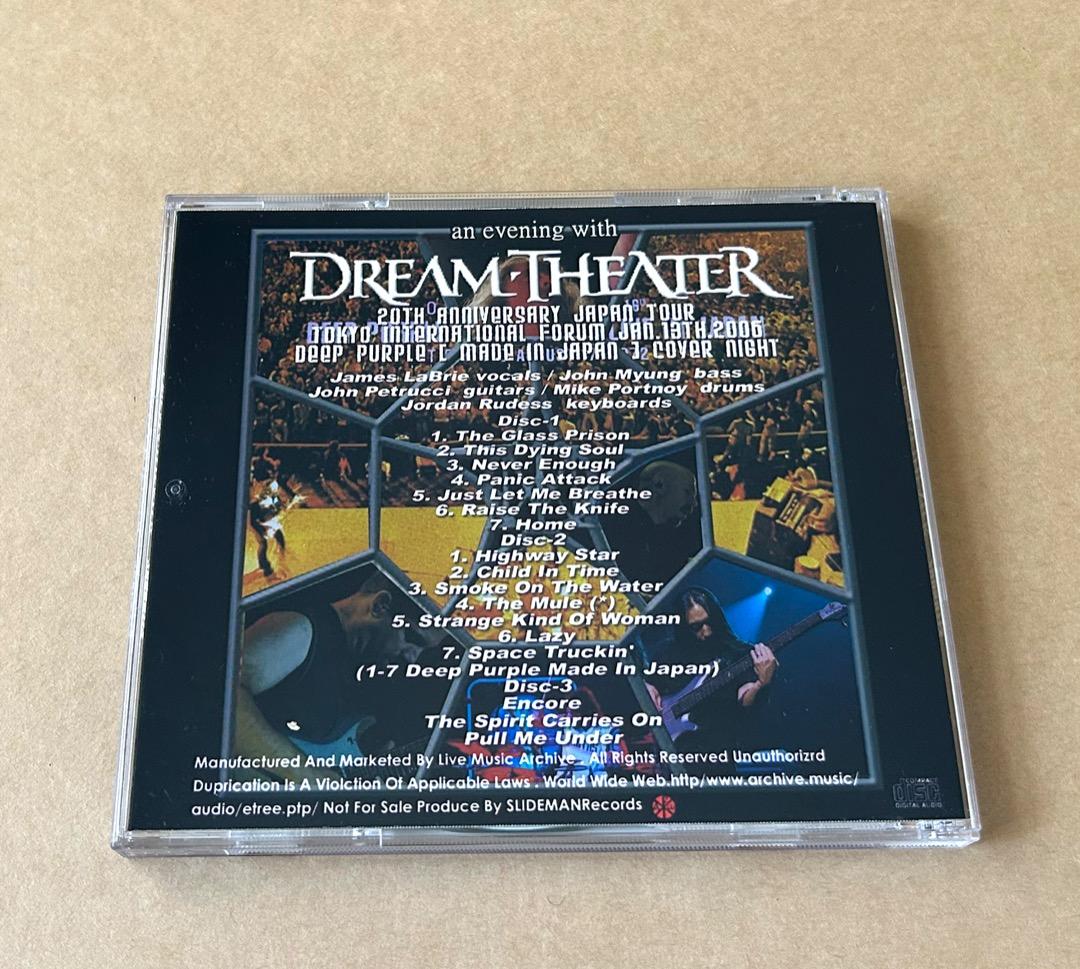 an evening with
DREAM THEATER
20TH ANNIVERSARY JAPAN TOUR
TOKYO INTERNATIONAL FORUM JAN.13TH.2006
DEEP PURPLE [ MADE IN JAPAN ] COVER NIGHT
James LaBrie vocals / John Myung bass
John Petrucci guitars / Mike Portnoy drums
Jordan Rudess keyboards
Disc-1
1. The Glass Prison
2. This Dying Soul
3. Never Enough
4. Panic Attack
5. Just Let Me Breathe
6. Raise The Knife
7. Home
Disc-2
1. Highway Star
2. Child In Time
3. Smoke On The Water
4. The Mule (*)
5. Strange Kind Of Woman
6. Lazy
7. Space Truckin'
(1-7 Deep Purple Made In Japan)
Disc-3
Encore
The Spirit Carries On
Pull Me Under
Manufactured And Marketed By Live Music Archive . All Rights Reserved Unauthorizrd
Duprication Is A Violction Of Applicable Laws . World Wide Web.http/www.archive.music/
audio/etree.ptp/ Not For Sale Produce By SLIDEMANRecords
COMPACT
disc
DIGITAL AUDIO